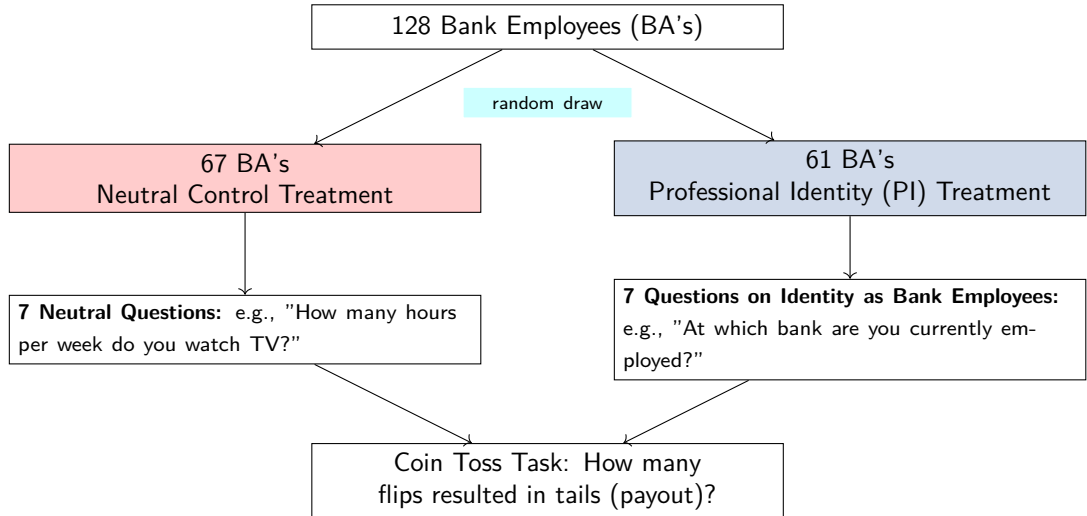 128 Bank Employees (BA's)
random draw
67 BA's
Neutral Control Treatment
61 BA's
Professional Identity (PI) Treatment
7 Neutral Questions: e.g., "How many hours
per week do you watch TV?"
7 Questions on Identity as Bank Employees:
e.g., "At which bank are you currently em-
ployed?"
Coin Toss Task: How many
flips resulted in tails (payout)?